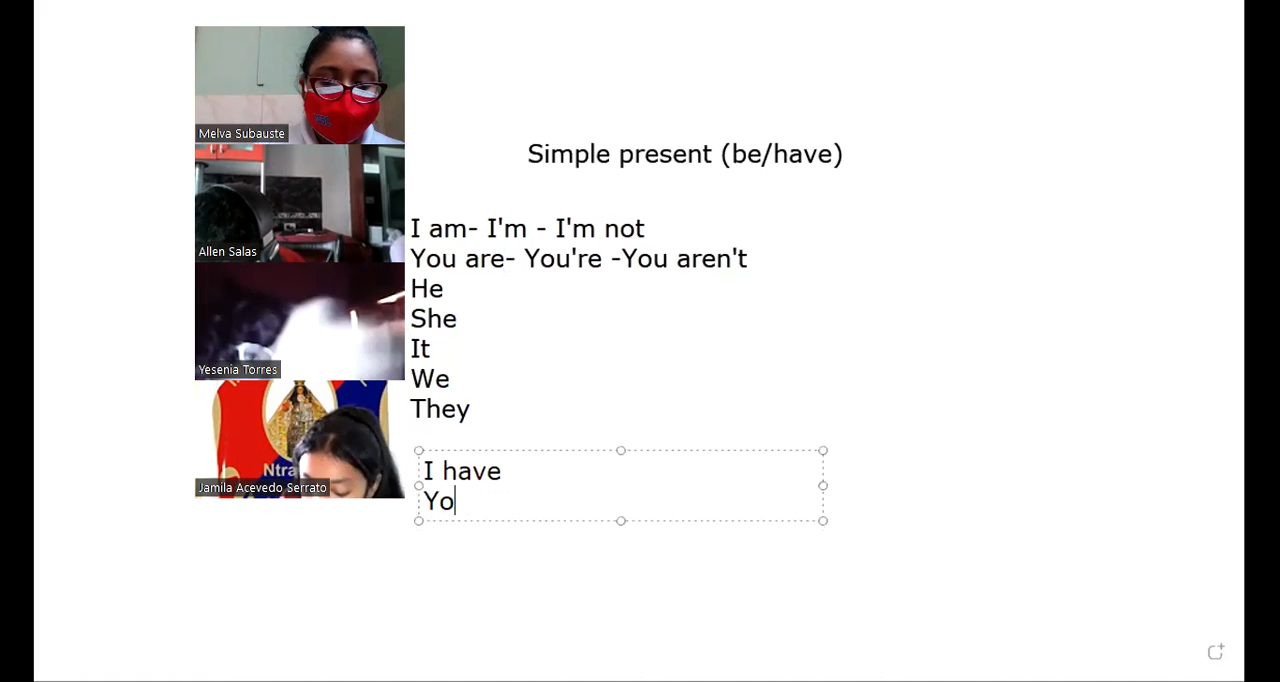 Melva Subauste
Allen Salas
Yesenia Torres
Ntra
Jamila Acevedo Serrato
Simple present (be/have)
I am- I'm - I'm not
You are- You're -You aren't
He
She
It
We
They
I have
Yo